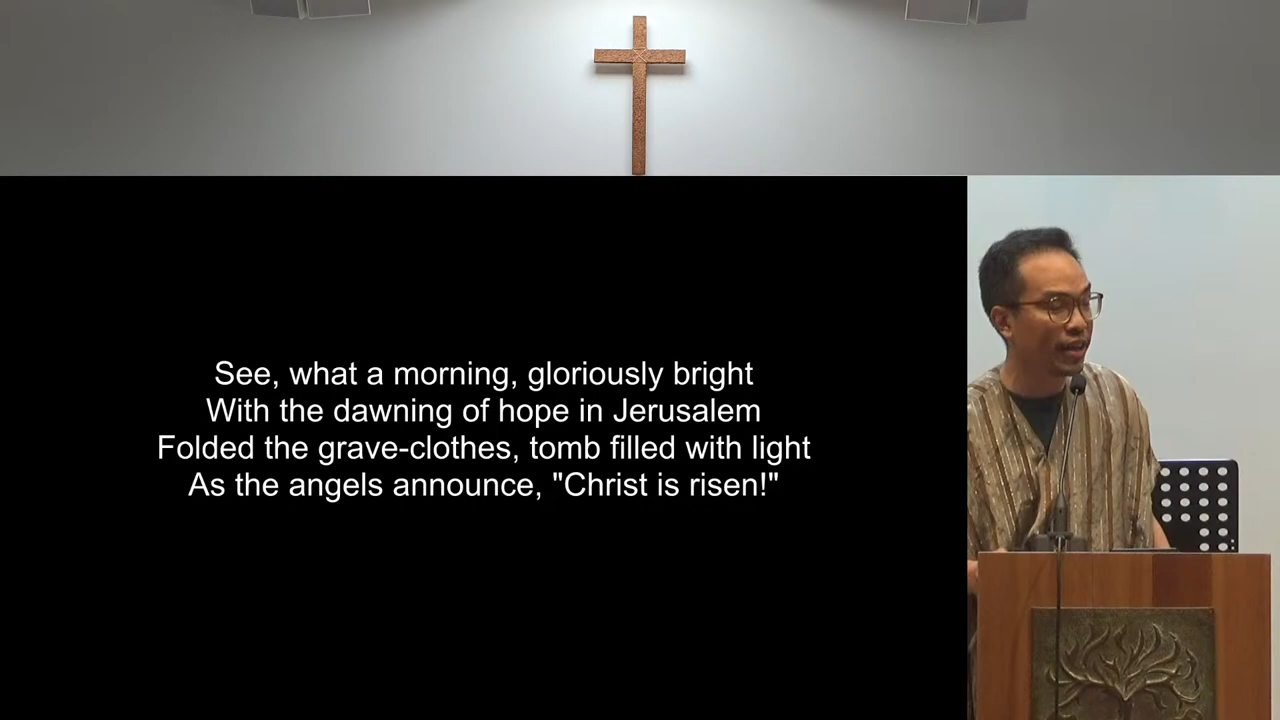 See, what a morning, gloriously bright
With the dawning of hope in Jerusalem
Folded the grave-clothes, tomb filled with light
As the angels announce, "Christ is risen!"